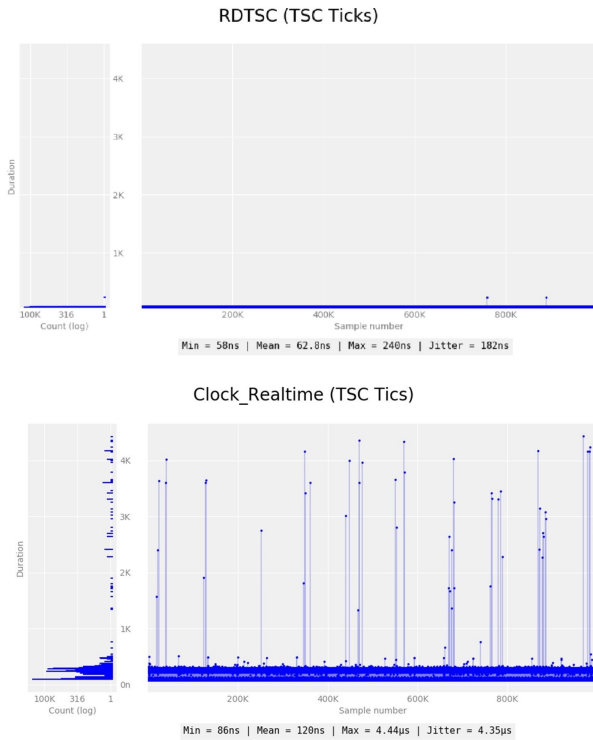 RDTSC (TSC Ticks)
4K
3K
2K
1K
Duration
100K 316 1 200K 400K 600K 800K
Count (log) Sample number
Min = 58ns | Mean = 62.8ns | Max = 240ns | Jitter = 182ns
Clock_Realtime (TSC Tics)
4K
3K
2K
1K
0n
Duration
100K 316 1 200K 400K 600K 800K
Count (log) Sample number
Min = 86ns | Mean = 120ns | Max = 4.44µs | Jitter = 4.35µs